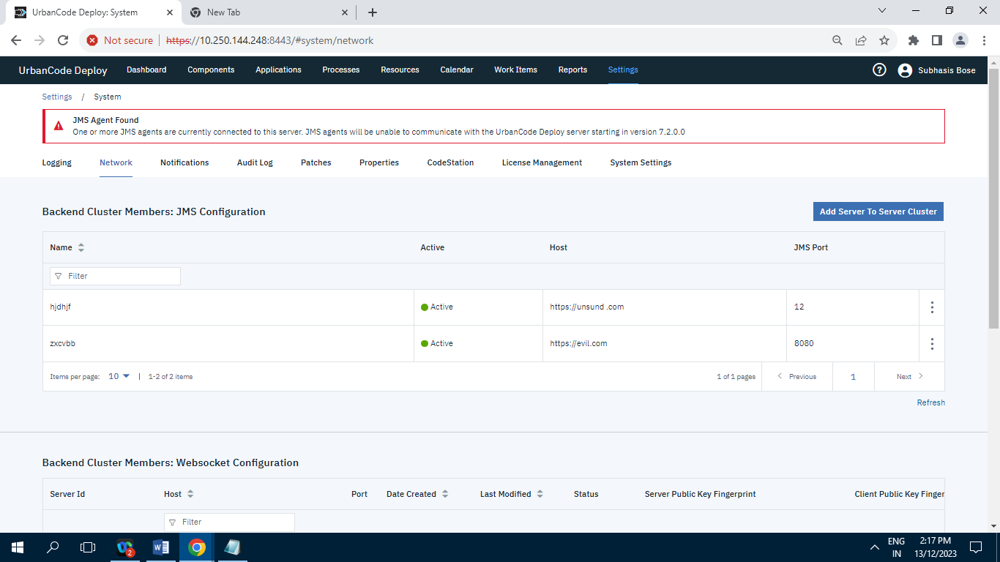 UrbanCode Deploy: System
New Tab
Not secure https://10.250.144.248:8443/#system/network
UrbanCode Deploy Dashboard Components Applications Processes Resources Calendar Work Items Reports Settings ? Subhasis Bose
Settings / System
JMS Agent Found
One or more JMS agents are currently connected to this server. JMS agents will be unable to communicate with the UrbanCode Deploy server starting in version 7.2.0.0
Logging Network Notifications Audit Log Patches Properties CodeStation License Management System Settings
Backend Cluster Members: JMS Configuration Add Server To Server Cluster
Name Active Host JMS Port
Filter
hjdhjf Active https://unsund .com 12
zxcvbb Active https://evil.com 8080
Items per page: 10 | 1-2 of 2 items 1 of 1 pages Previous 1 Next
Refresh
Backend Cluster Members: Websocket Configuration
Server Id Host Port Date Created Last Modified Status Server Public Key Fingerprint Client Public Key Finger
Filter
2 ENG 2:17 PM
IN 13/12/2023